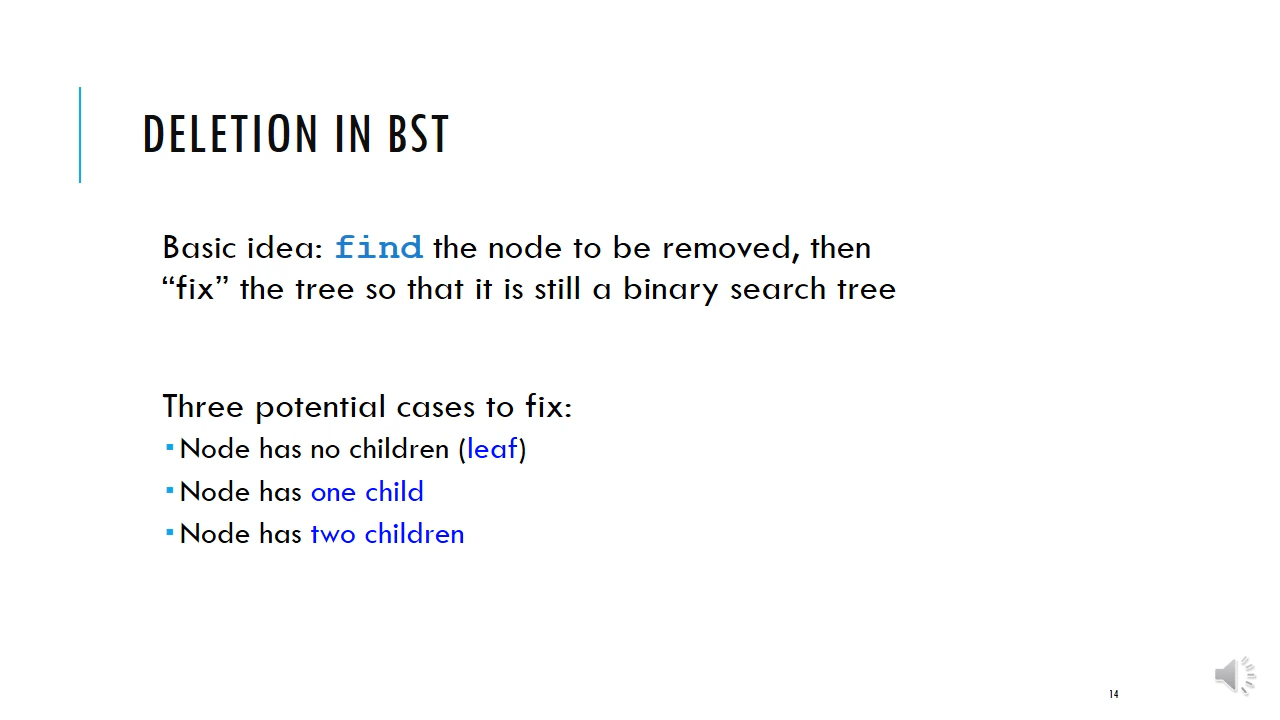 DELETION IN BST
Basic idea: find the node to be removed, then
“fix” the tree so that it is still a binary search tree
Three potential cases to fix:
▪ Node has no children (leaf)
▪ Node has one child
▪ Node has two children
14